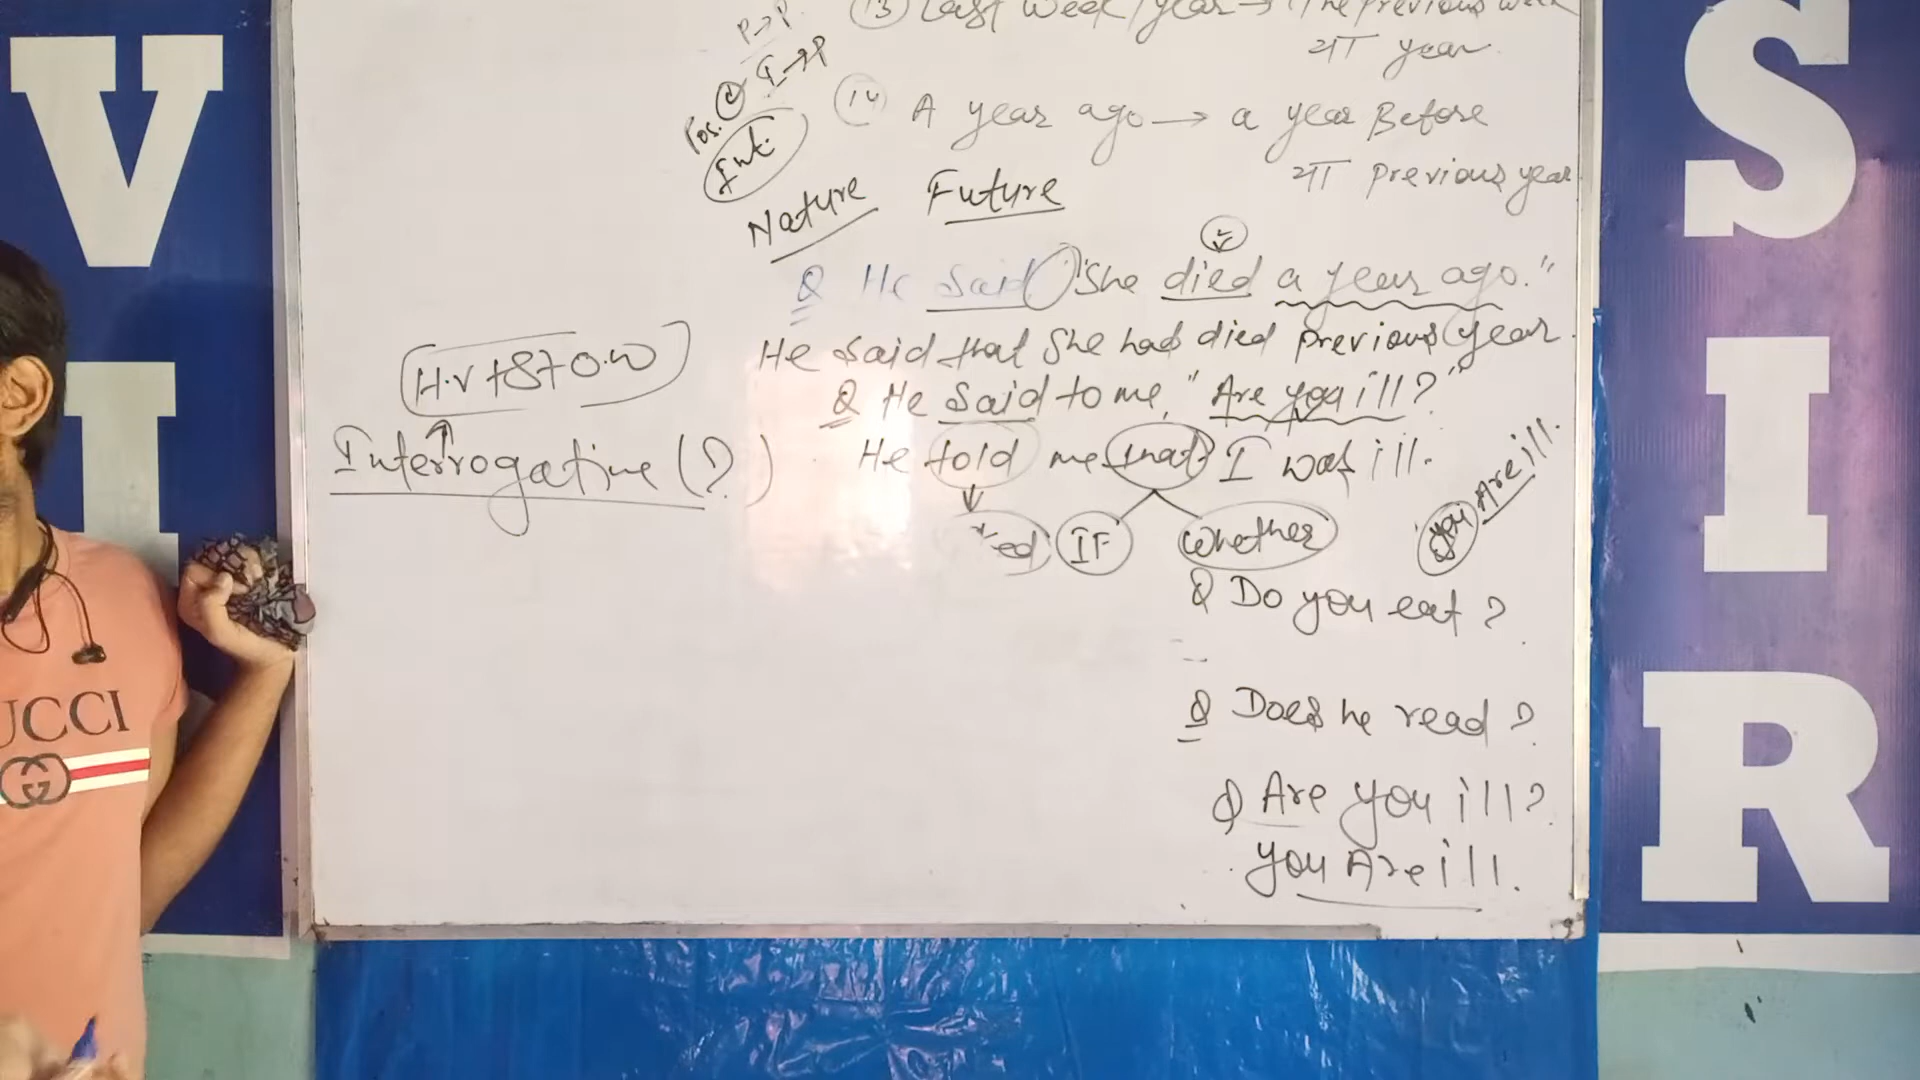 V
I
S
I
R
P→P
I→P
Pos.
Int.
(13) Last week/year → The previous week
या year
(14) A year ago → a year Before
या previous year
Nature Future
Q He said "She died a year ago."
He said that She had died previous year.
H.V+S+O.W
Q He said to me, "Are you ill?"
Interrogative (?)
He told me that I was ill.
you Are ill.
ed IF whether
Q Do you eat ?
Q Does he read ?
Q Are you ill?
you Are ill.
UCCI